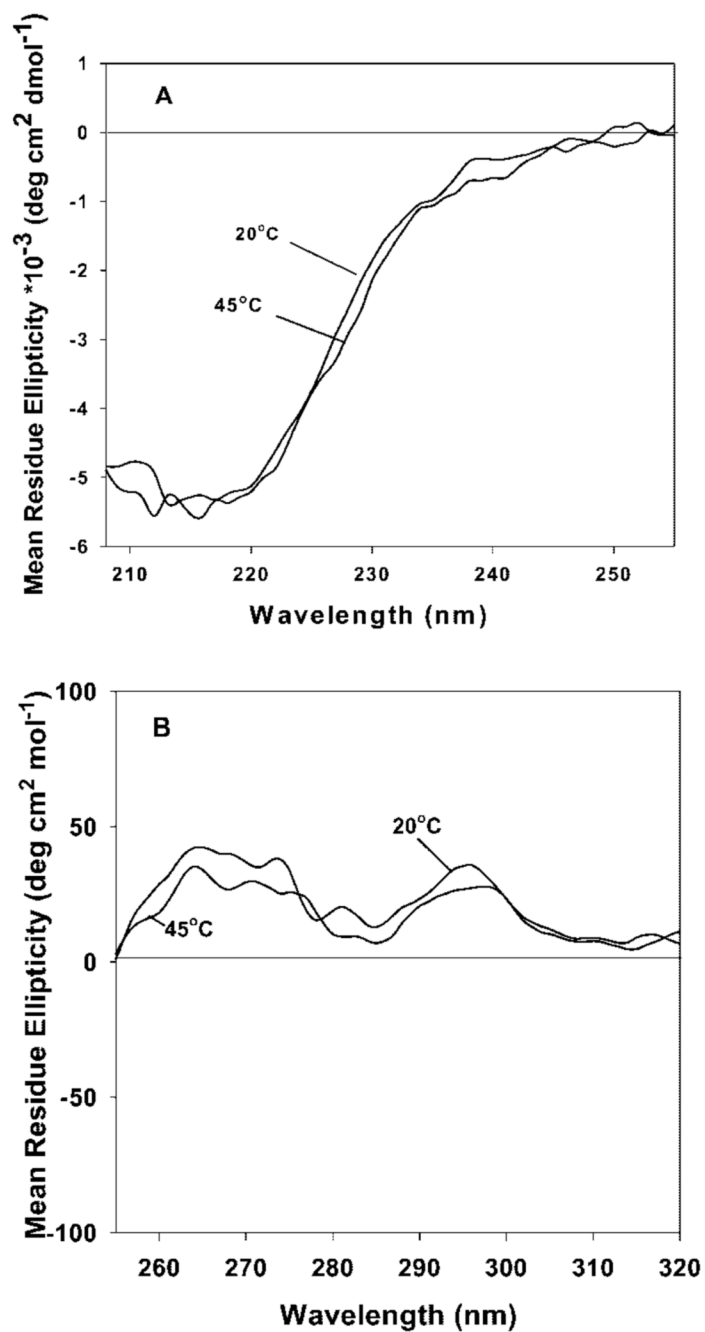 A
1
0
-1
-2
-3
-4
-5
-6
20°C
45°C
210 220 230 240 250
Wavelength (nm)
Mean Residue Ellipticity *10⁻³ (deg cm² dmol⁻¹)
B
100
50
0
-50
-100
20°C
45°C
260 270 280 290 300 310 320
Wavelength (nm)
Mean Residue Ellipticity (deg cm² mol⁻¹)